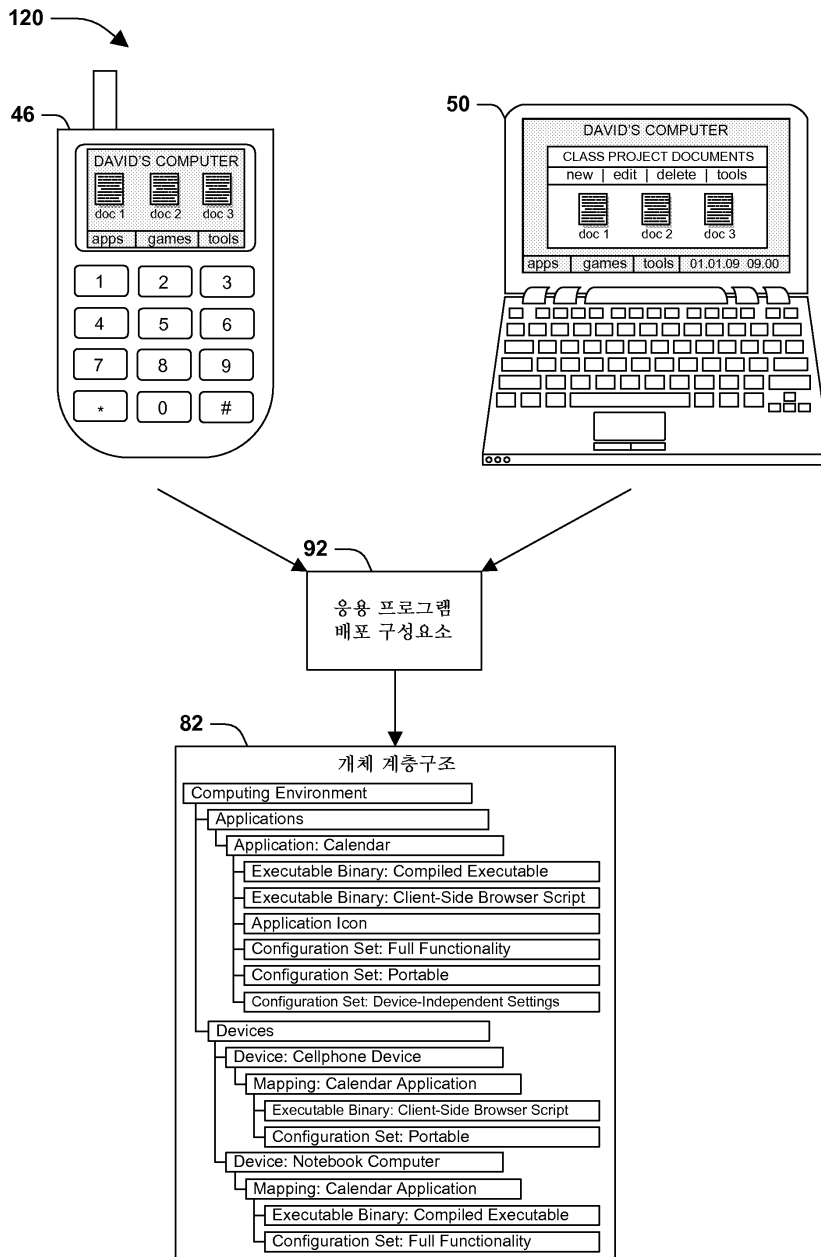 120
46
DAVID'S COMPUTER
doc 1 doc 2 doc 3
apps games tools
1 2 3
4 5 6
7 8 9
* 0 #
50
DAVID'S COMPUTER
CLASS PROJECT DOCUMENTS
new | edit | delete | tools
doc 1 doc 2 doc 3
apps games tools 01.01.09 09.00
92
응용 프로그램
배포 구성요소
82
개체 계층구조
Computing Environment
Applications
Application: Calendar
Executable Binary: Compiled Executable
Executable Binary: Client-Side Browser Script
Application Icon
Configuration Set: Full Functionality
Configuration Set: Portable
Configuration Set: Device-Independent Settings
Devices
Device: Cellphone Device
Mapping: Calendar Application
Executable Binary: Client-Side Browser Script
Configuration Set: Portable
Device: Notebook Computer
Mapping: Calendar Application
Executable Binary: Compiled Executable
Configuration Set: Full Functionality